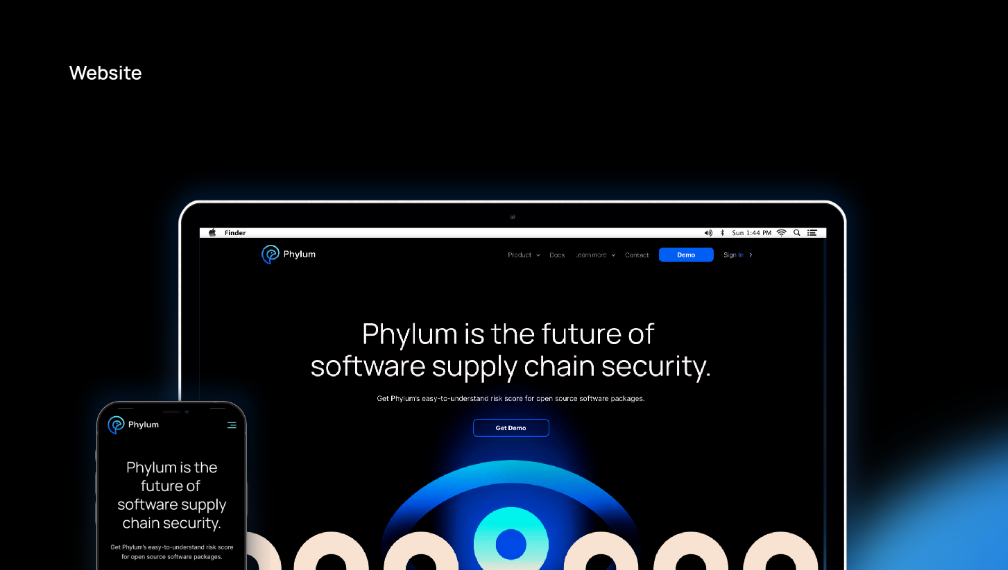 Website
Finder
Sun 1:44 PM
Phylum
Product
Docs
Learn more
Contact
Demo
Sign In
Phylum is the future of
software supply chain security.
Get Phylum's easy-to-understand risk score for open source software packages.
Get Demo
Phylum
Phylum is the
future of
software supply
chain security.
Get Phylum's easy-to-understand risk score
for open source software packages.